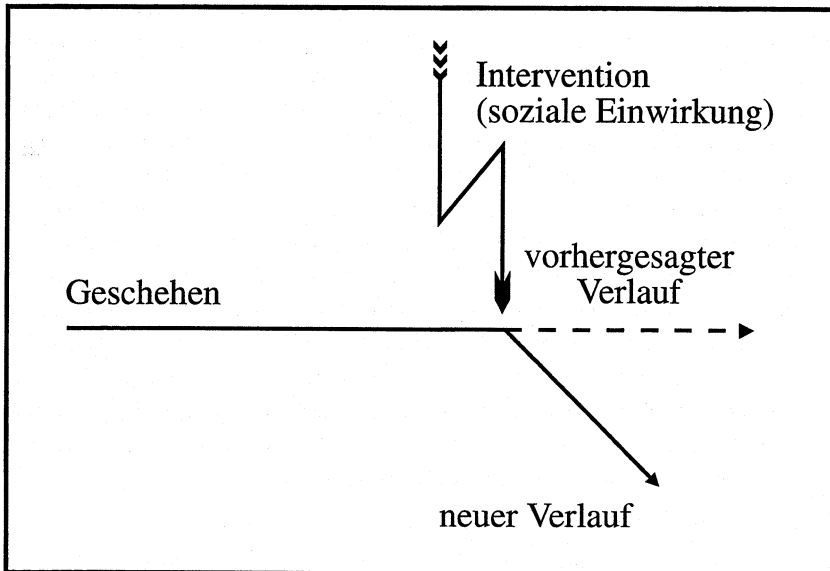 Intervention
(soziale Einwirkung)
vorhergesagter
Verlauf
Geschehen
neuer Verlauf